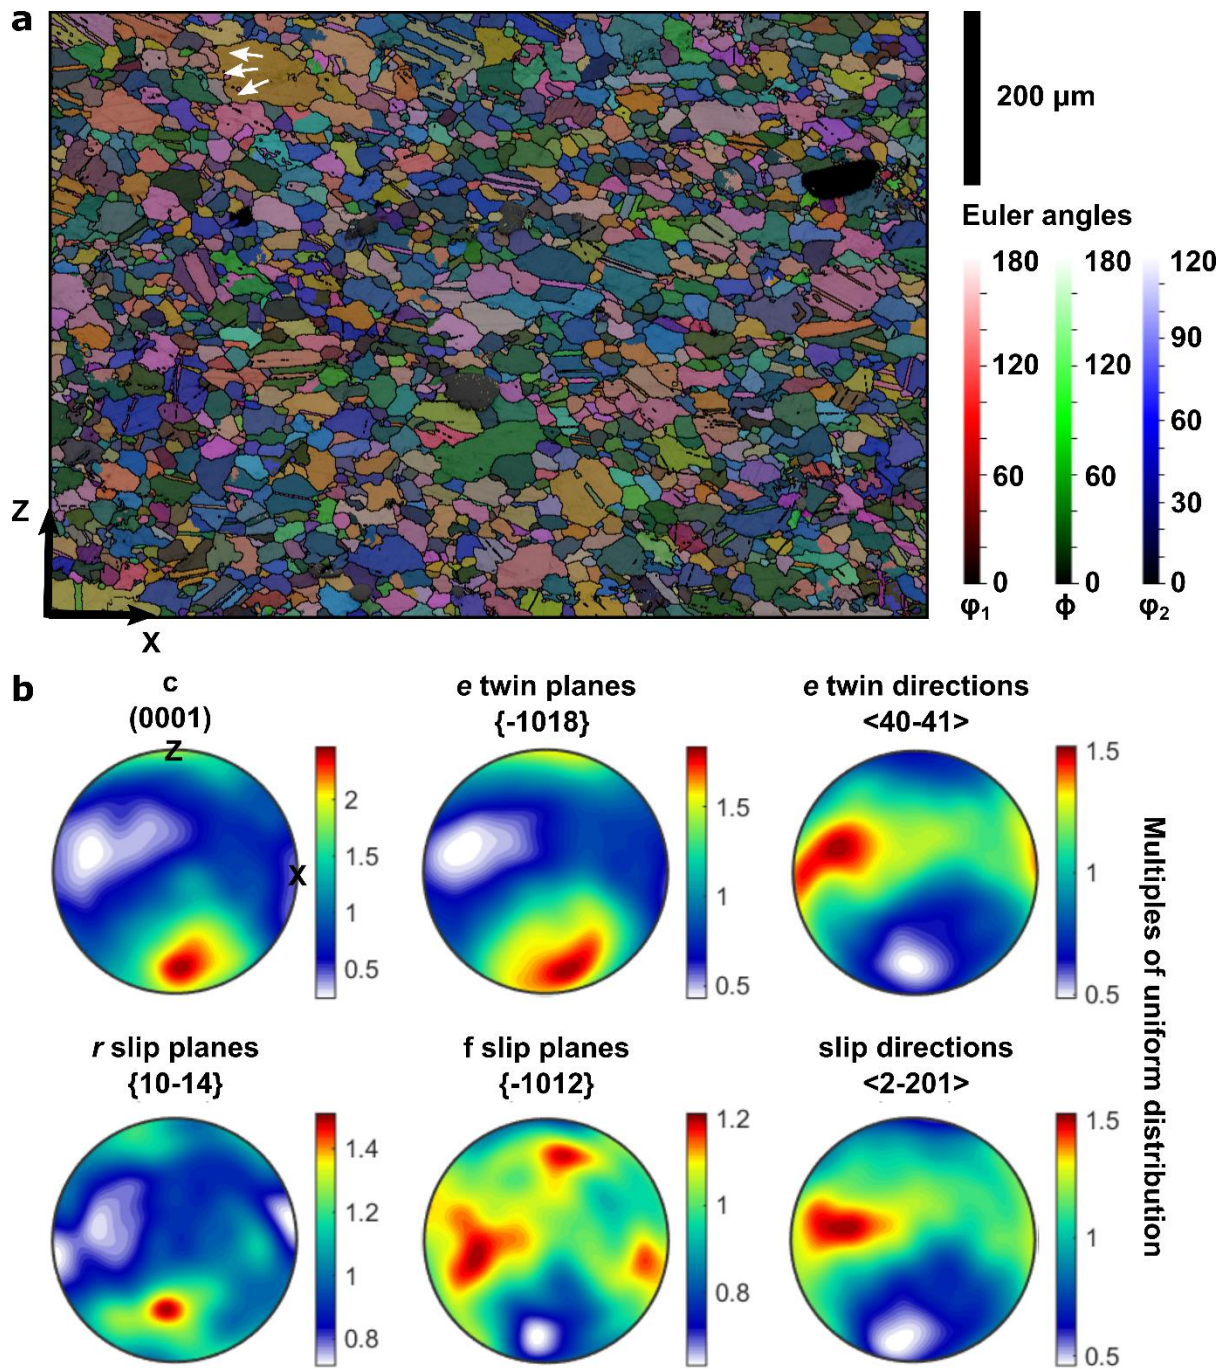 a
200 µm
Euler angles
180 180 120
120 120 90
60
60 60 30
0 0 0
φ₁ Φ φ₂
Z
X
b
c
(0001)
Z
X
2
1.5
1
0.5
e twin planes
{-1018}
1.5
1
0.5
e twin directions
<40-41>
1.5
1
0.5
r slip planes
{10-14}
1.4
1.2
1
0.8
f slip planes
{-1012}
1.2
1
0.8
slip directions
<2-201>
1.5
1
0.5
Multiples of uniform distribution